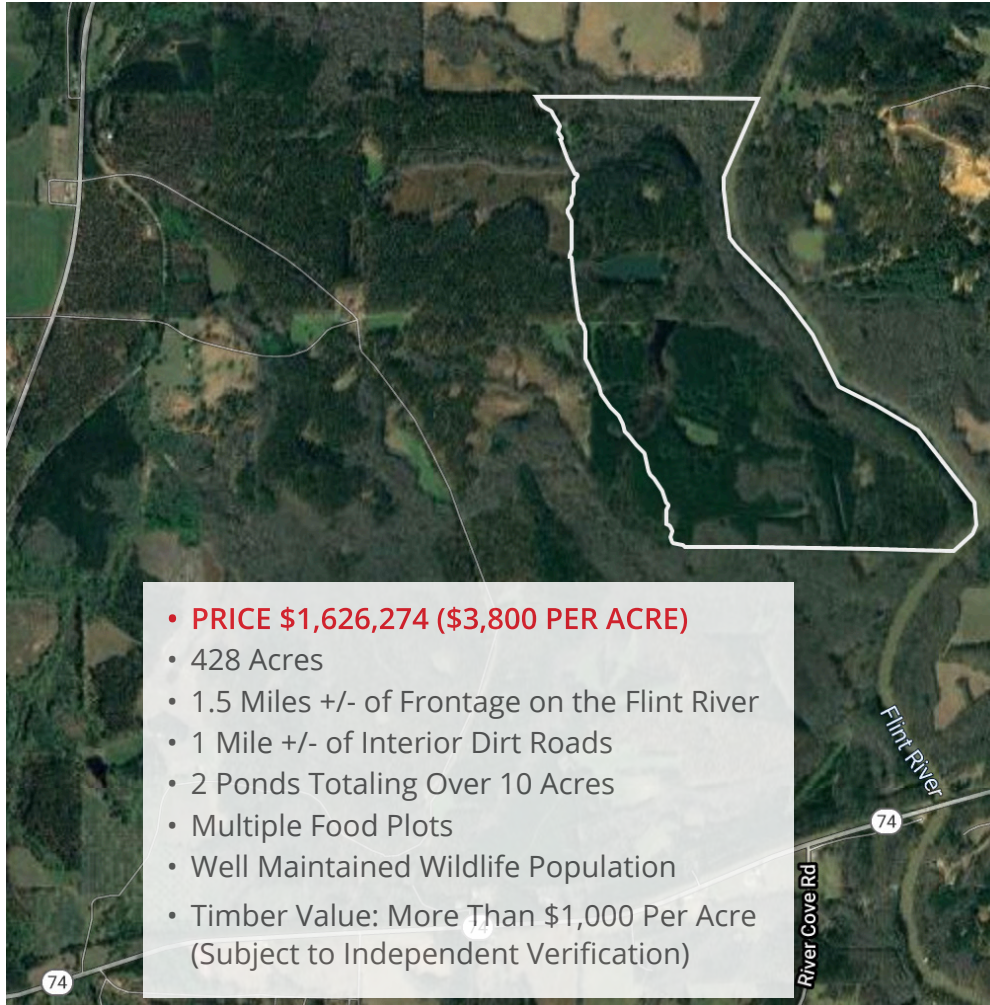 • PRICE $1,626,274 ($3,800 PER ACRE)
• 428 Acres
• 1.5 Miles +/- of Frontage on the Flint River
• 1 Mile +/- of Interior Dirt Roads
• 2 Ponds Totaling Over 10 Acres
• Multiple Food Plots
• Well Maintained Wildlife Population
• Timber Value: More Than $1,000 Per Acre
(Subject to Independent Verification)
Flint River
74
River Cove Rd
74
74